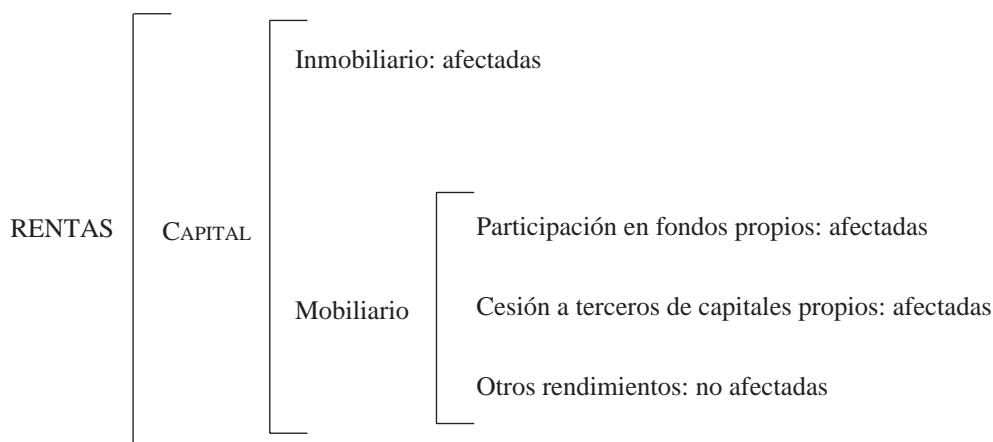 RENTAS
CAPITAL
Inmobiliario: afectadas
Mobiliario
Participación en fondos propios: afectadas
Cesión a terceros de capitales propios: afectadas
Otros rendimientos: no afectadas